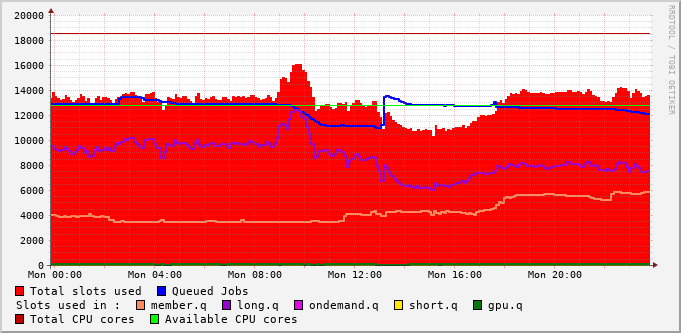 20000
18000
16000
14000
12000
10000
8000
6000
4000
2000
0
Mon 00:00 Mon 04:00 Mon 08:00 Mon 12:00 Mon 16:00 Mon 20:00
Total slots used Queued Jobs
Slots used in : member.q long.q ondemand.q short.q gpu.q
Total CPU cores Available CPU cores
RRDTOOL / TOBI OETIKER